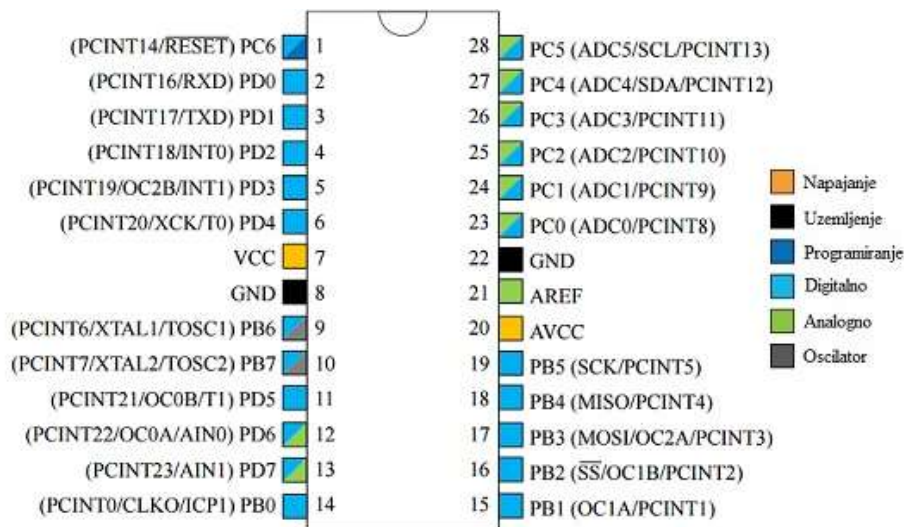 (PCINT14/RESET) PC6 1
(PCINT16/RXD) PD0 2
(PCINT17/TXD) PD1 3
(PCINT18/INT0) PD2 4
(PCINT19/OC2B/INT1) PD3 5
(PCINT20/XCK/T0) PD4 6
VCC 7
GND 8
(PCINT6/XTAL1/TOSC1) PB6 9
(PCINT7/XTAL2/TOSC2) PB7 10
(PCINT21/OC0B/T1) PD5 11
(PCINT22/OC0A/AIN0) PD6 12
(PCINT23/AIN1) PD7 13
(PCINT0/CLKO/ICP1) PB0 14
28 PC5 (ADC5/SCL/PCINT13)
27 PC4 (ADC4/SDA/PCINT12)
26 PC3 (ADC3/PCINT11)
25 PC2 (ADC2/PCINT10)
24 PC1 (ADC1/PCINT9)
23 PC0 (ADC0/PCINT8)
22 GND
21 AREF
20 AVCC
19 PB5 (SCK/PCINT5)
18 PB4 (MISO/PCINT4)
17 PB3 (MOSI/OC2A/PCINT3)
16 PB2 (SS/OC1B/PCINT2)
15 PB1 (OC1A/PCINT1)
Napajanje
Uzemljenje
Programiranje
Digitalno
Analogno
Oscilator